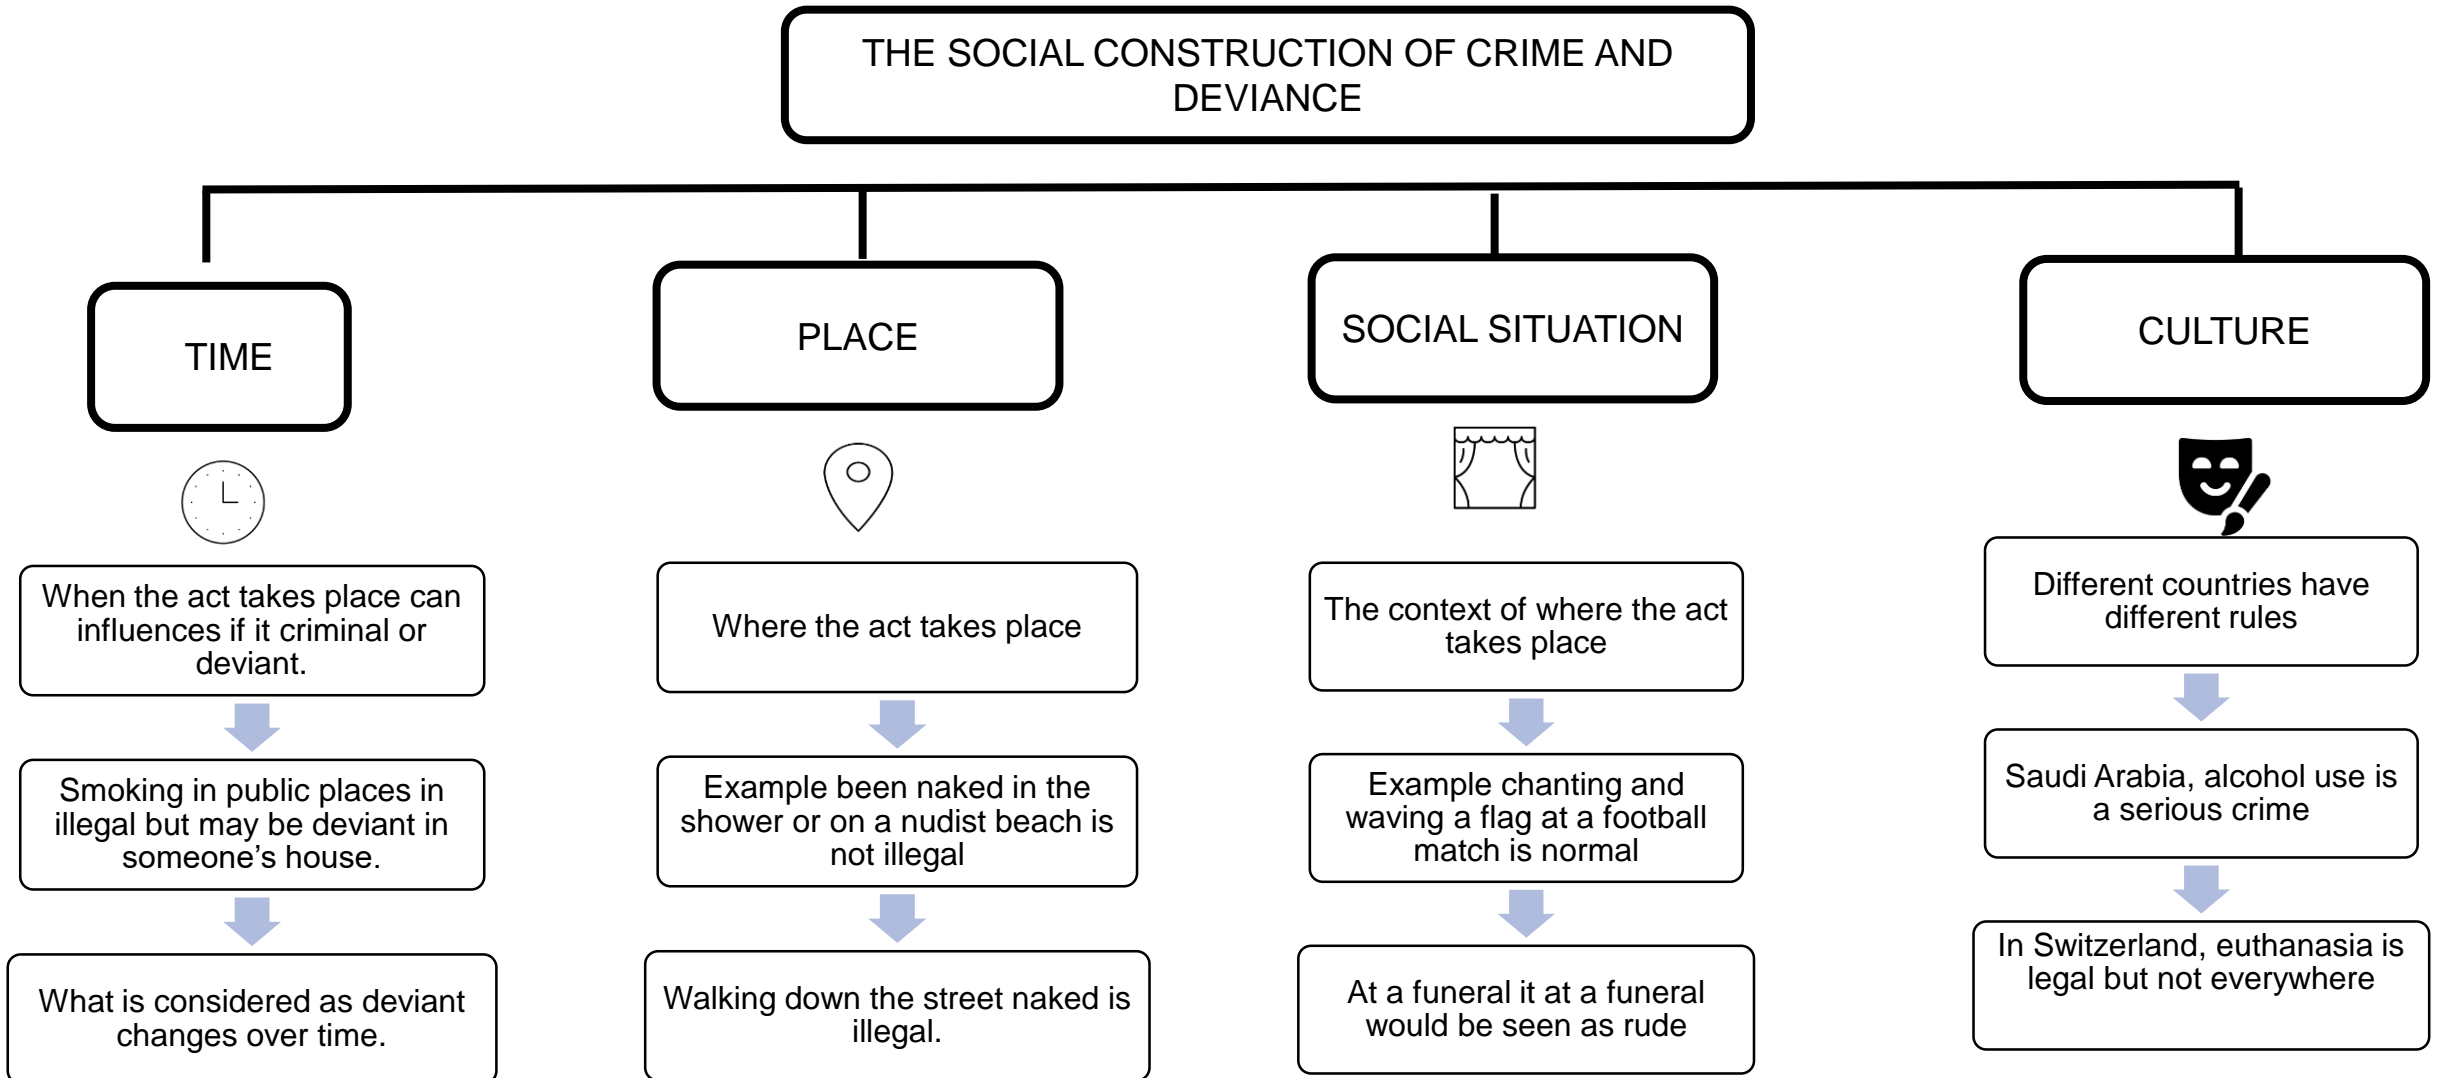 THE SOCIAL CONSTRUCTION OF CRIME AND
DEVIANCE
TIME
PLACE
SOCIAL SITUATION
CULTURE
When the act takes place can
influences if it criminal or
deviant.
Smoking in public places in
illegal but may be deviant in
someone’s house.
What is considered as deviant
changes over time.
Where the act takes place
Example been naked in the
shower or on a nudist beach is
not illegal
Walking down the street naked is
illegal.
The context of where the act
takes place
Example chanting and
waving a flag at a football
match is normal
At a funeral it at a funeral
would be seen as rude
Different countries have
different rules
Saudi Arabia, alcohol use is
a serious crime
In Switzerland, euthanasia is
legal but not everywhere